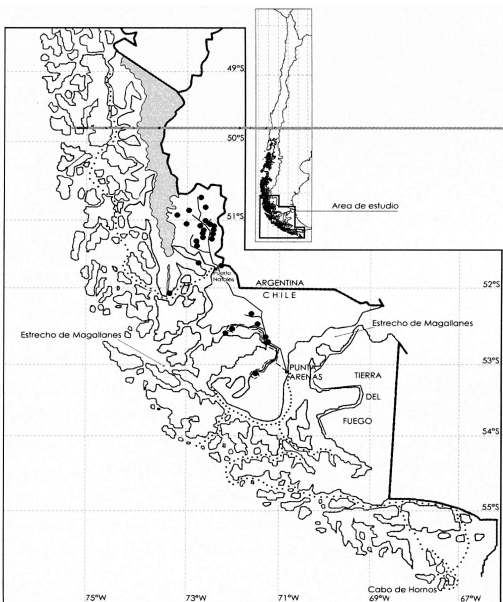 49°S
50°S
51°S
Area de estudio
Puerto
Natales
ARGENTINA
CHILE
52°S
Estrecho de Magallanes
Estrecho de Magallanes
53°S
PUNTA
ARENAS
TIERRA
DEL
FUEGO
54°S
55°S
Cabo de Hornos
75°W
73°W
71°W
69°W
67°W